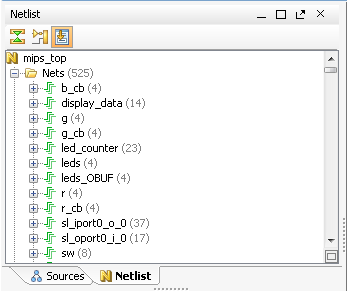 Netlist
mips_top
Nets (525)
b_cb (4)
display_data (14)
g (4)
g_cb (4)
led_counter (23)
leds (4)
leds_OBUF (4)
r (4)
r_cb (4)
sl_iport0_o_0 (37)
sl_oport0_i_0 (17)
sw (8)
Sources Netlist